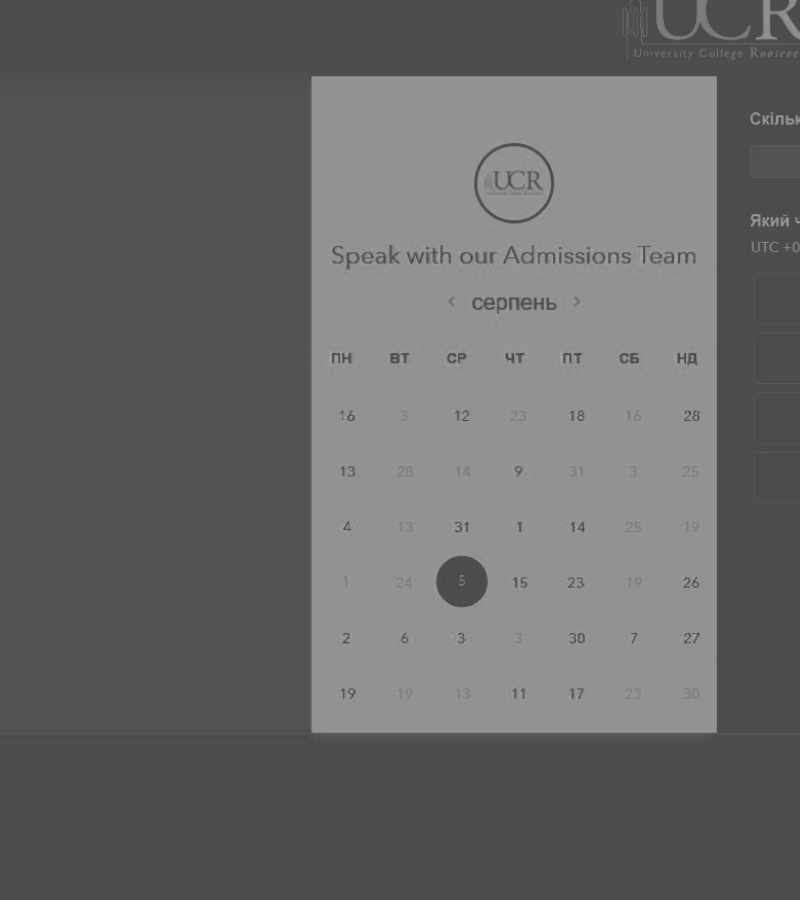 UCR
University College Rooseve
UCR
Speak with our Admissions Team
< серпень >
ПН ВТ СР ЧТ ПТ СБ НД
16 3 12 23 18 16 28
13 28 14 9 31 3 25
4 13 31 1 14 25 19
1 24 5 15 23 19 26
2 6 3 3 30 7 27
19 19 13 11 17 23 30
Скільк
Який ч
UTC +0